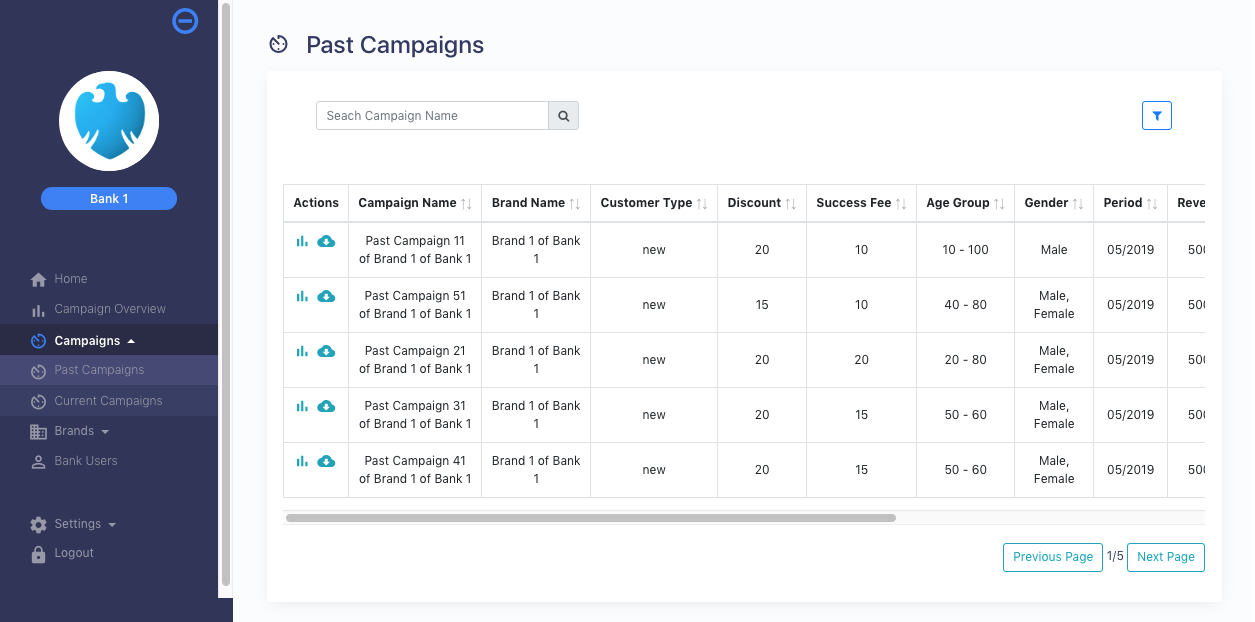 Past Campaigns
Bank 1
Home
Campaign Overview
Campaigns
Past Campaigns
Current Campaigns
Brands
Bank Users
Settings
Logout
Seach Campaign Name
Actions Campaign Name Brand Name Customer Type Discount Success Fee Age Group Gender Period Reve
Past Campaign 11 Brand 1 of Bank
of Brand 1 of Bank 1 1 new 20 10 10 - 100 Male 05/2019 500
Past Campaign 51 Brand 1 of Bank Male,
of Brand 1 of Bank 1 1 new 15 10 40 - 80 Female 05/2019 500
Past Campaign 21 Brand 1 of Bank Male,
of Brand 1 of Bank 1 1 new 20 20 20 - 80 Female 05/2019 500
Past Campaign 31 Brand 1 of Bank Male,
of Brand 1 of Bank 1 1 new 20 15 50 - 60 Female 05/2019 500
Past Campaign 41 Brand 1 of Bank Male,
of Brand 1 of Bank 1 1 new 20 15 50 - 60 Female 05/2019 500
Previous Page 1/5 Next Page